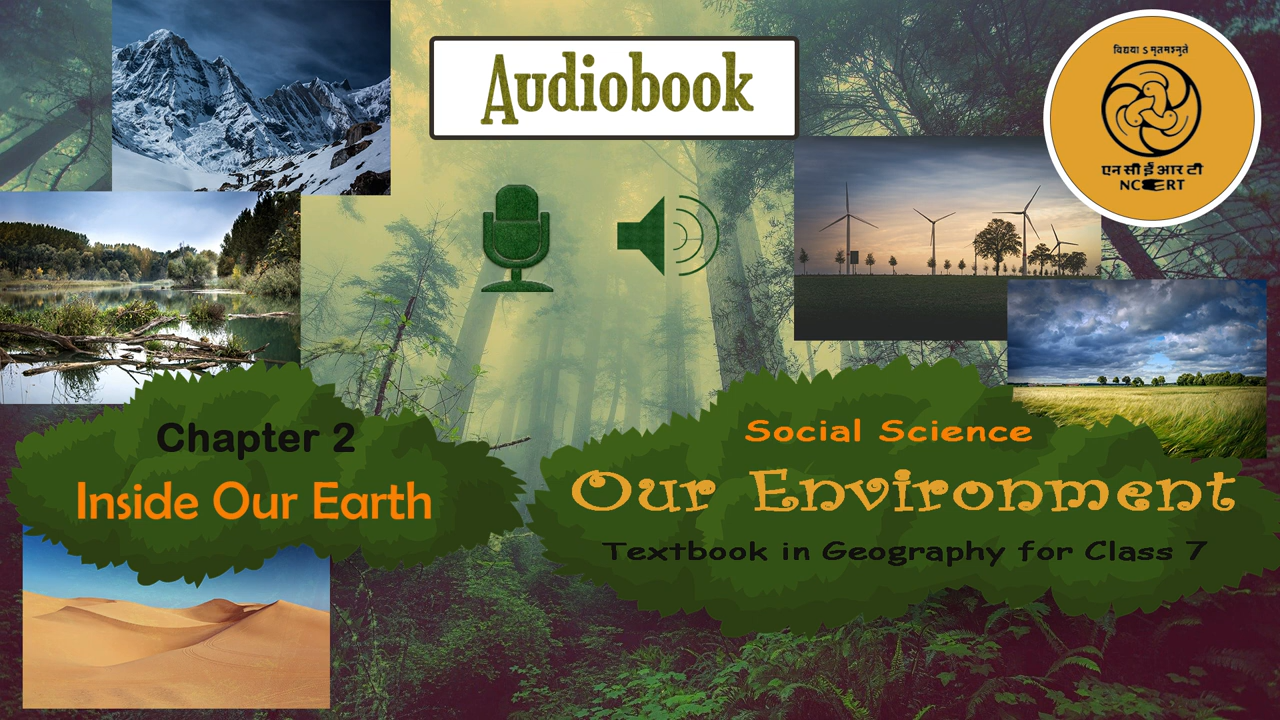 Audiobook
विद्यया ऽ मृतमश्नुते
एन सी ई आर टी
NCERT
Chapter 2
Inside Our Earth
Social Science
Our Environment
Textbook in Geography for Class 7